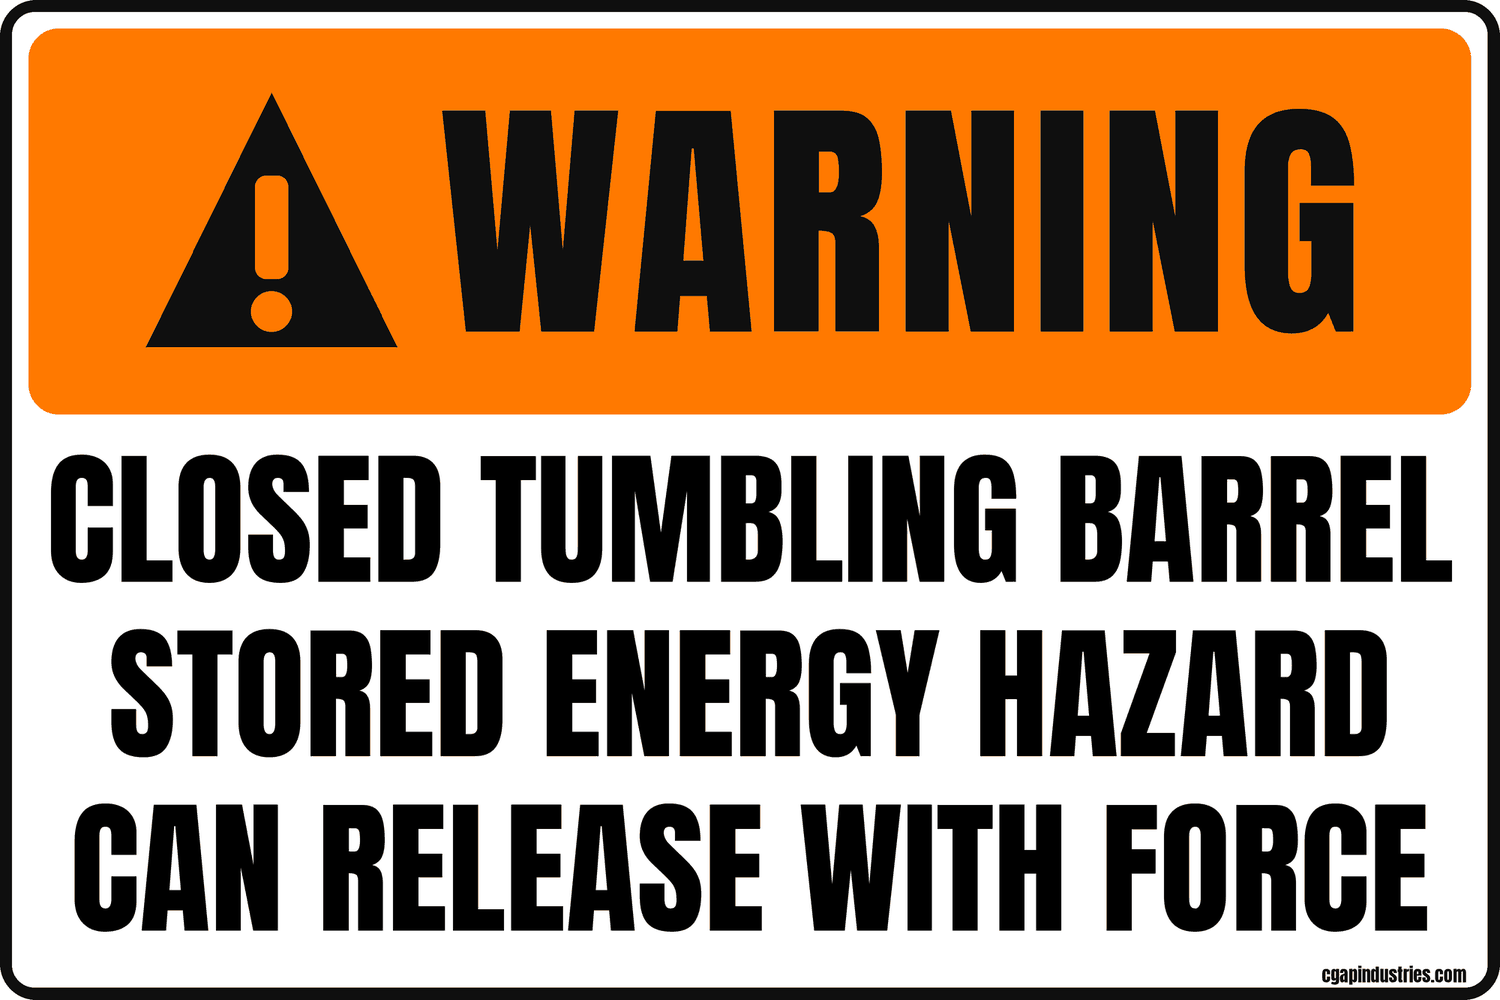 WARNING
CLOSED TUMBLING BARREL
STORED ENERGY HAZARD
CAN RELEASE WITH FORCE
cgapindustries.com